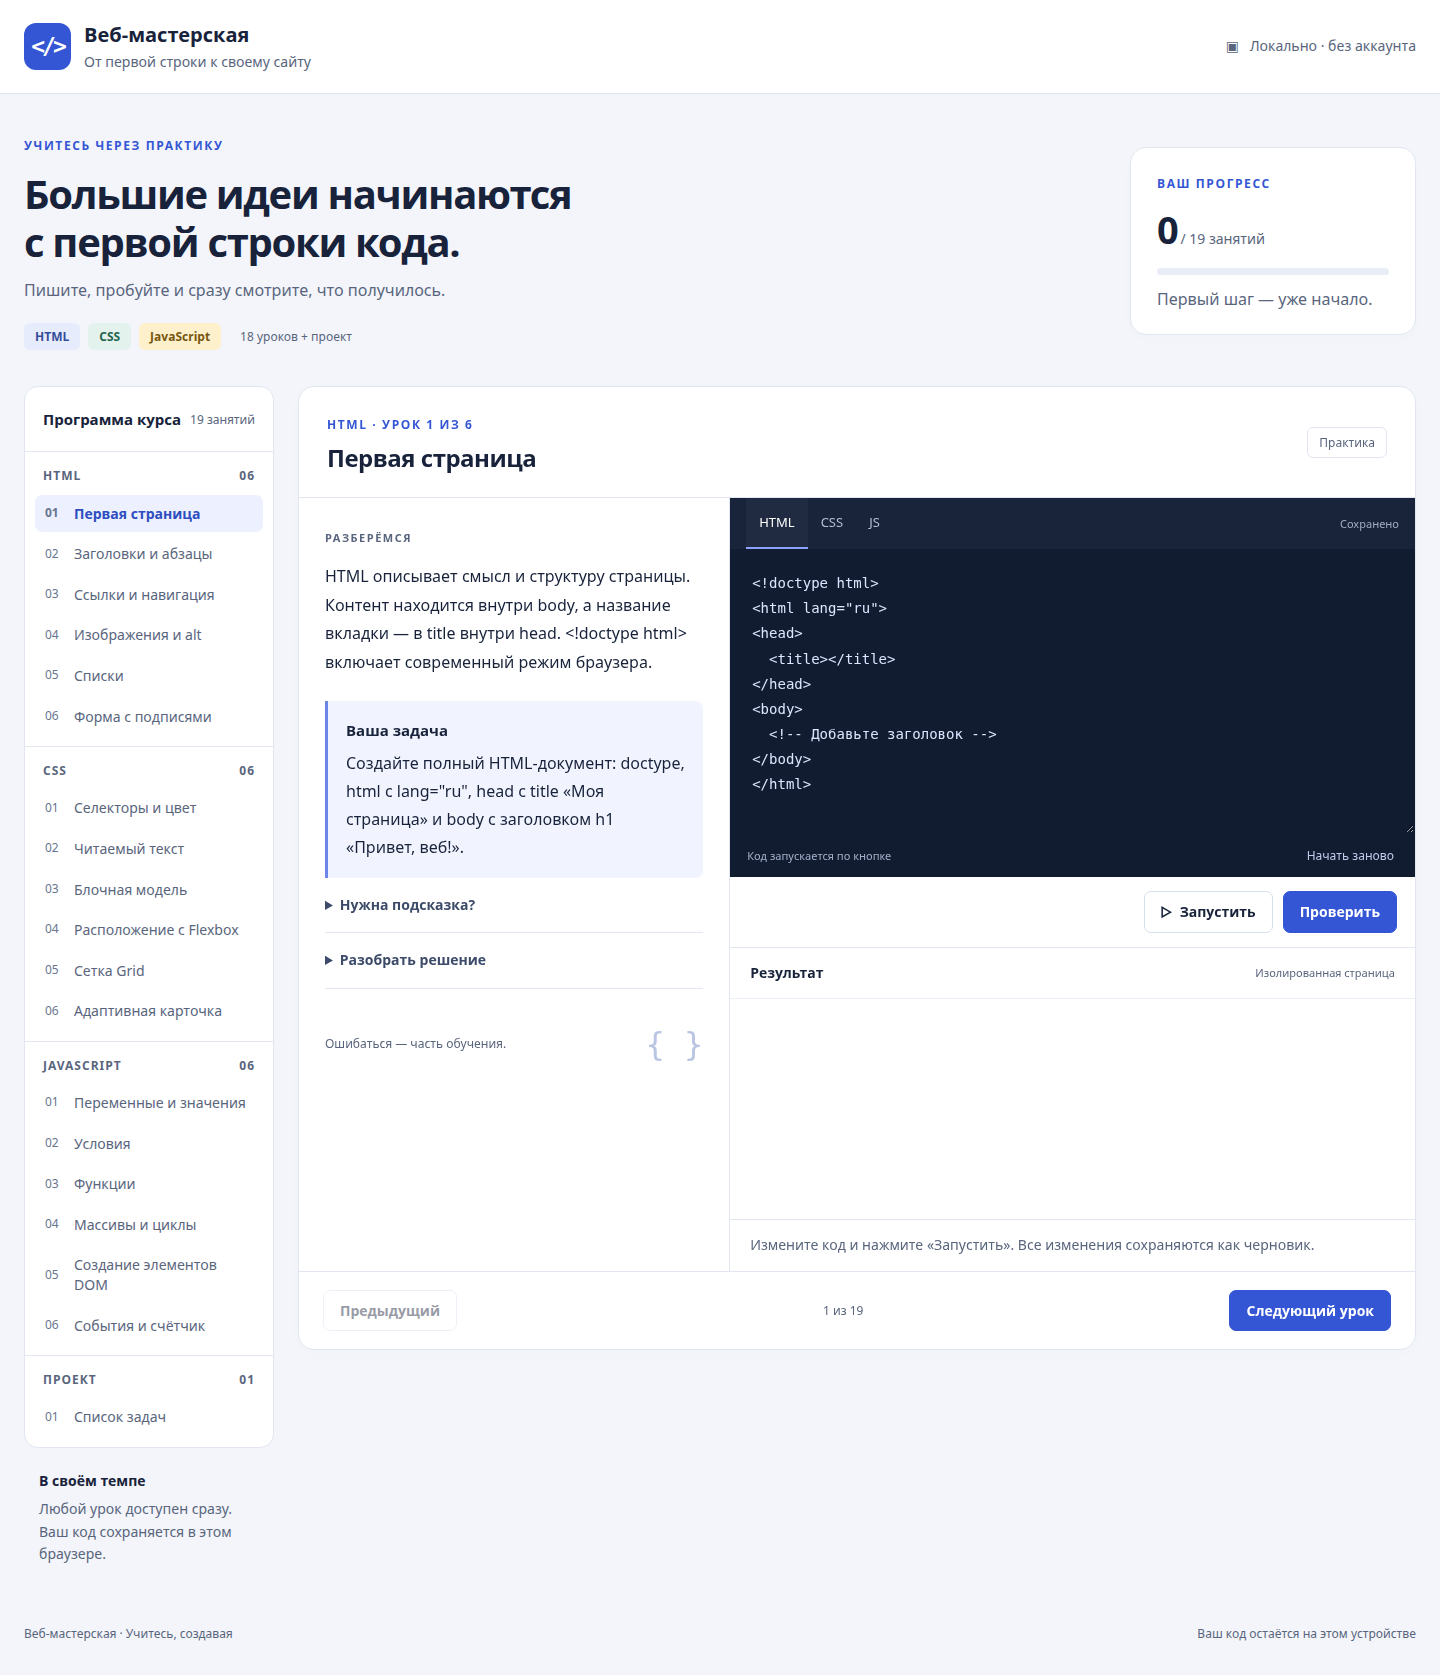 </>
Веб-мастерская
От первой строки к своему сайту
Локально · без аккаунта
УЧИТЕСЬ ЧЕРЕЗ ПРАКТИКУ
Большие идеи начинаются
с первой строки кода.
Пишите, пробуйте и сразу смотрите, что получилось.
HTML CSS JavaScript 18 уроков + проект
ВАШ ПРОГРЕСС
0 / 19 занятий
Первый шаг — уже начало.
Программа курса 19 занятий
HTML 06
01 Первая страница
02 Заголовки и абзацы
03 Ссылки и навигация
04 Изображения и alt
05 Списки
06 Форма с подписями
CSS 06
01 Селекторы и цвет
02 Читаемый текст
03 Блочная модель
04 Расположение с Flexbox
05 Сетка Grid
06 Адаптивная карточка
JAVASCRIPT 06
01 Переменные и значения
02 Условия
03 Функции
04 Массивы и циклы
05 Создание элементов
DOM
06 События и счётчик
ПРОЕКТ 01
01 Список задач
В своём темпе
Любой урок доступен сразу.
Ваш код сохраняется в этом
браузере.
HTML · УРОК 1 ИЗ 6
Первая страница
Практика
РАЗБЕРЁМСЯ
HTML описывает смысл и структуру страницы.
Контент находится внутри body, а название
вкладки — в title внутри head. <!doctype html>
включает современный режим браузера.
Ваша задача
Создайте полный HTML-документ: doctype,
html с lang="ru", head с title «Моя
страница» и body с заголовком h1
«Привет, веб!».
▶ Нужна подсказка?
▶ Разобрать решение
Ошибаться — часть обучения.
{ }
HTML CSS JS Сохранено
<!doctype html>
<html lang="ru">
<head>
  <title></title>
</head>
<body>
  <!-- Добавьте заголовок -->
</body>
</html>
Код запускается по кнопке
Начать заново
▷ Запустить
Проверить
Результат
Изолированная страница
Измените код и нажмите «Запустить». Все изменения сохраняются как черновик.
Предыдущий
1 из 19
Следующий урок
Веб-мастерская · Учитесь, создавая
Ваш код остаётся на этом устройстве